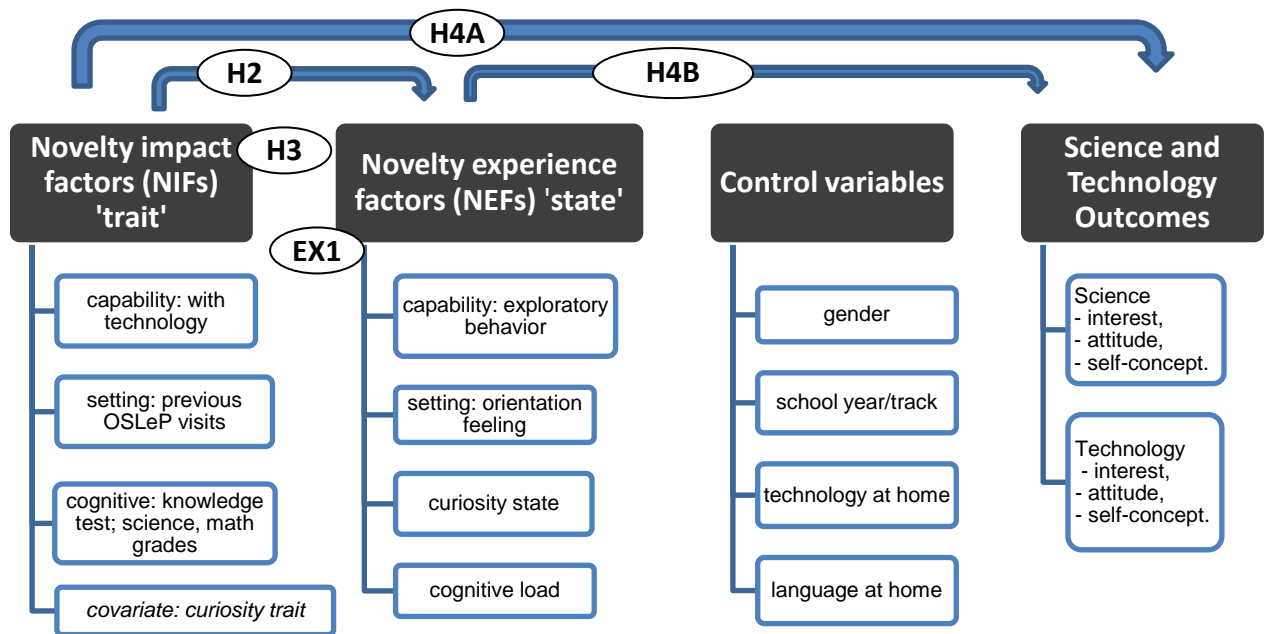 H4A
H2
H4B
Novelty impact
factors (NIFs)
'trait'
H3
Novelty experience
factors (NEFs) 'state'
Control variables
Science and
Technology
Outcomes
EX1
capability: with
technology
setting: previous
OSLeP visits
cognitive: knowledge
test; science, math
grades
covariate: curiosity trait
capability: exploratory
behavior
setting: orientation
feeling
curiosity state
cognitive load
gender
school year/track
technology at home
language at home
Science
- interest,
- attitude,
- self-concept.
Technology
- interest,
- attitude,
- self-concept.